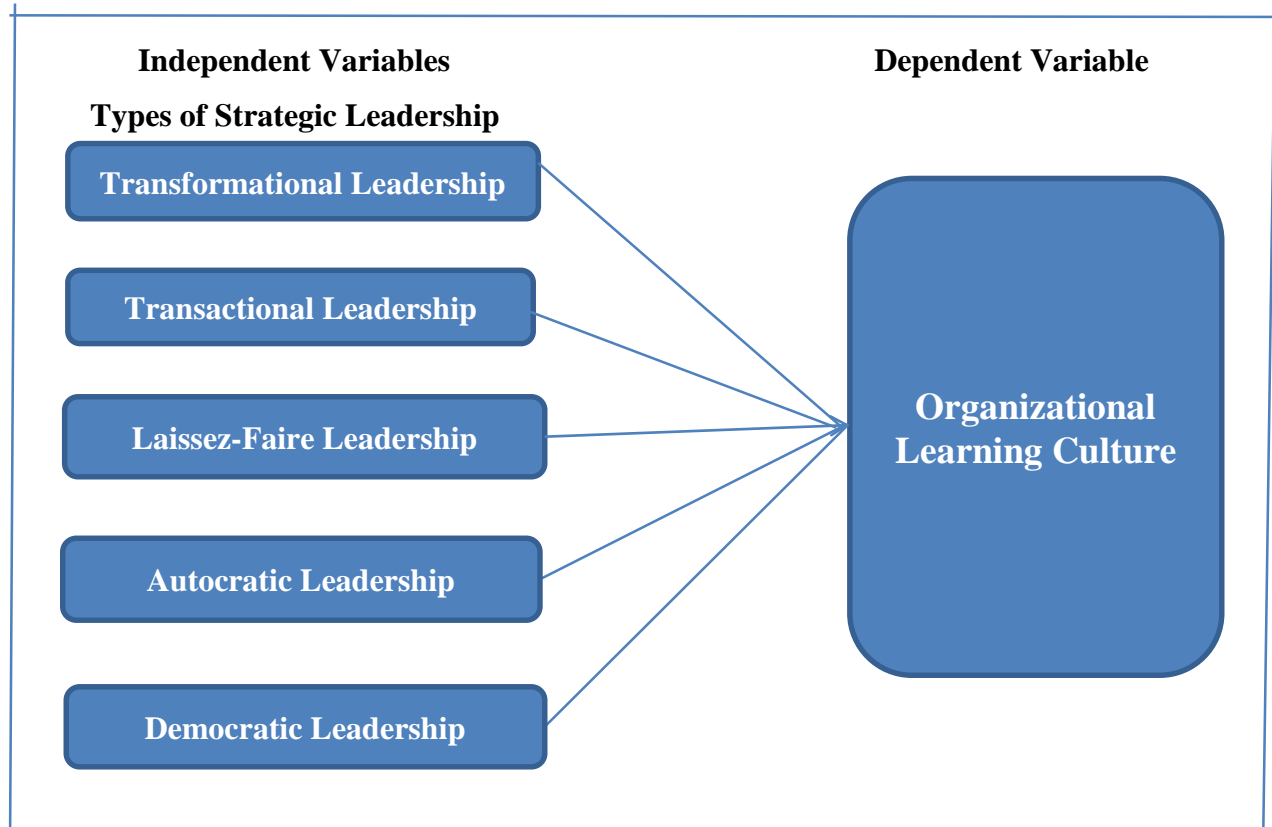 Independent Variables
Types of Strategic Leadership
Transformational Leadership
Transactional Leadership
Laissez-Faire Leadership
Autocratic Leadership
Democratic Leadership
Dependent Variable
Organizational
Learning Culture